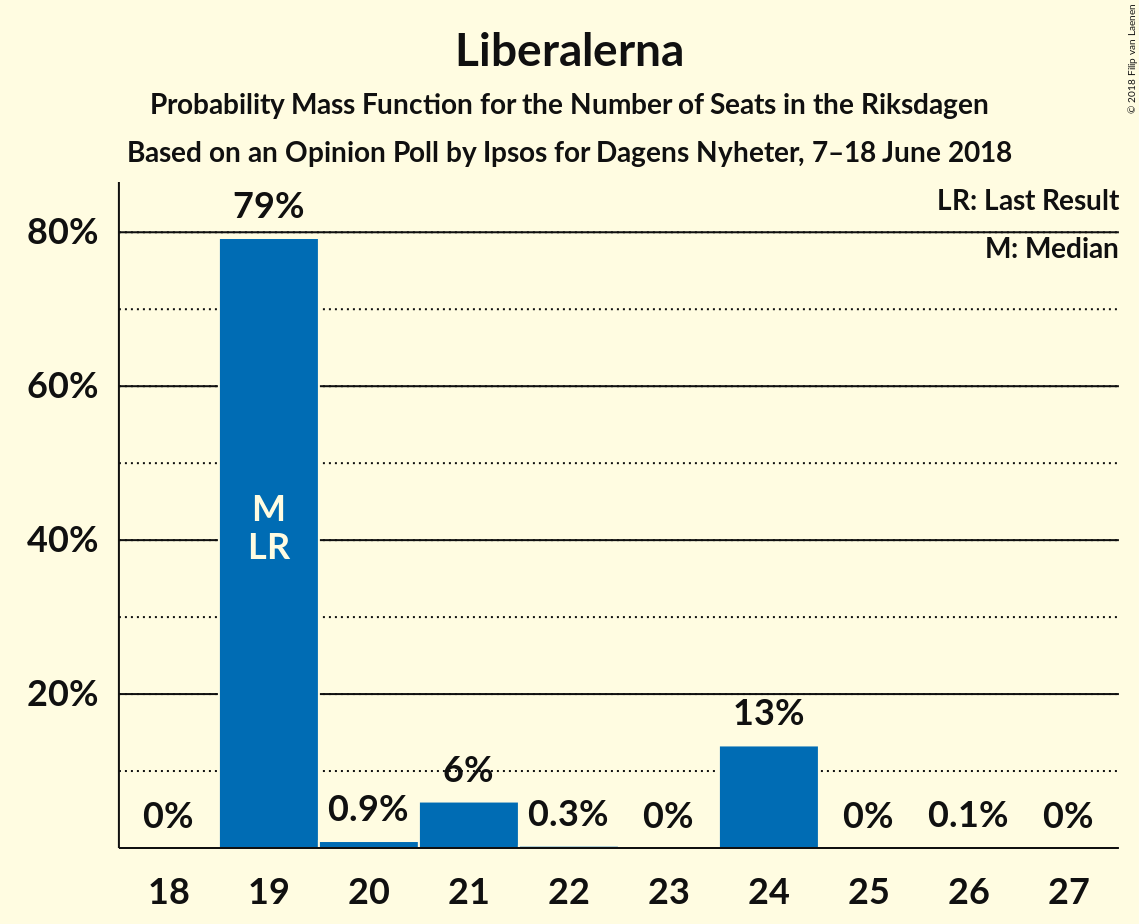 Liberalerna
Probability Mass Function for the Number of Seats in the Riksdagen
Based on an Opinion Poll by Ipsos for Dagens Nyheter, 7–18 June 2018
© 2018 Filip van Laenen
LR: Last Result
M: Median
80%
60%
40%
20%
0%
79%
0.9%
6%
0.3%
0%
13%
0%
0.1%
0%
M
LR
18 19 20 21 22 23 24 25 26 27